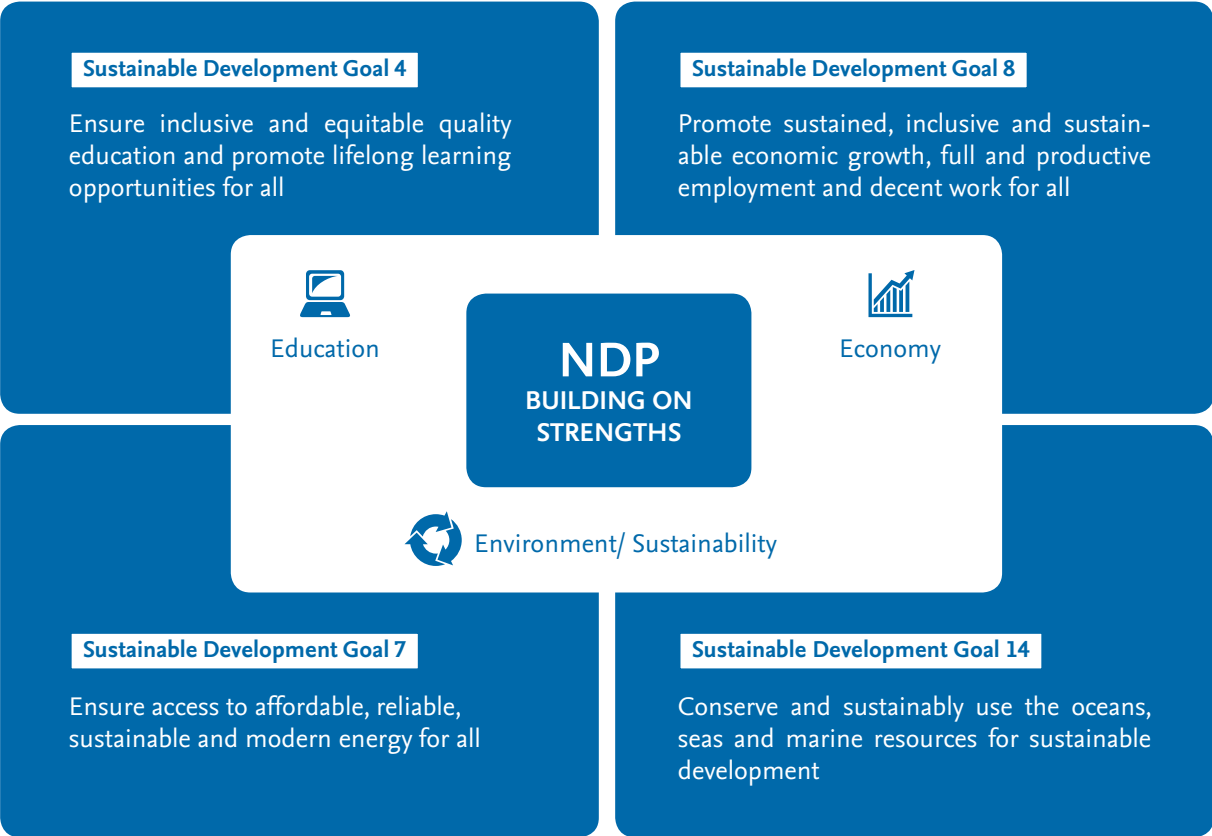 Sustainable Development Goal 4
Ensure inclusive and equitable quality
education and promote lifelong learning
opportunities for all
Sustainable Development Goal 8
Promote sustained, inclusive and sustain-
able economic growth, full and productive
employment and decent work for all
Education
NDP
BUILDING ON
STRENGTHS
Economy
Environment/ Sustainability
Sustainable Development Goal 7
Ensure access to affordable, reliable,
sustainable and modern energy for all
Sustainable Development Goal 14
Conserve and sustainably use the oceans,
seas and marine resources for sustainable
development